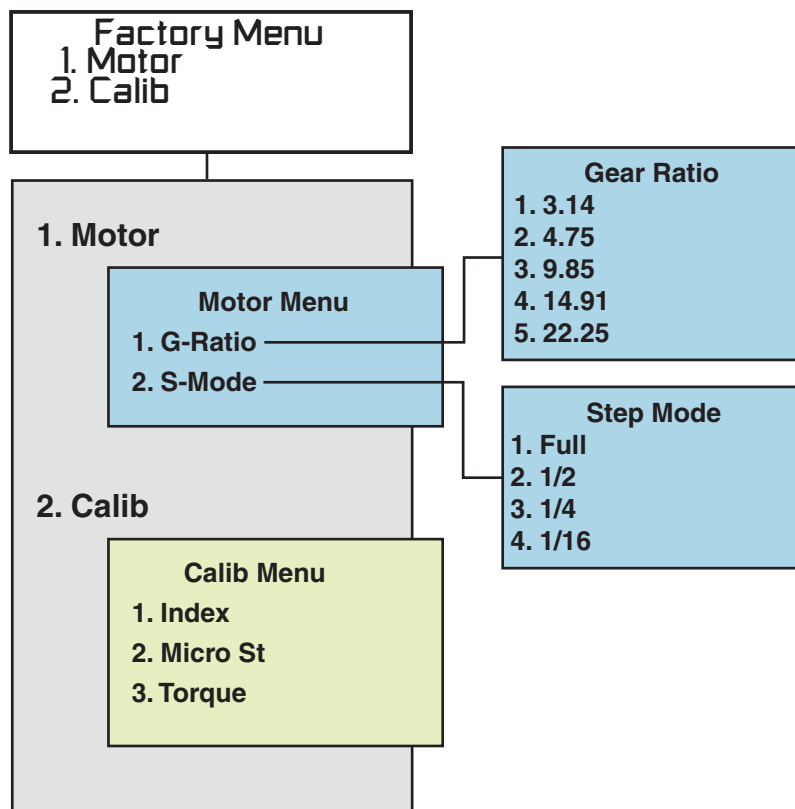 Factory Menu
1. Motor
2. Calib
1. Motor
Motor Menu
1. G-Ratio
2. S-Mode
Gear Ratio
1. 3.14
2. 4.75
3. 9.85
4. 14.91
5. 22.25
Step Mode
1. Full
2. 1/2
3. 1/4
4. 1/16
2. Calib
Calib Menu
1. Index
2. Micro St
3. Torque